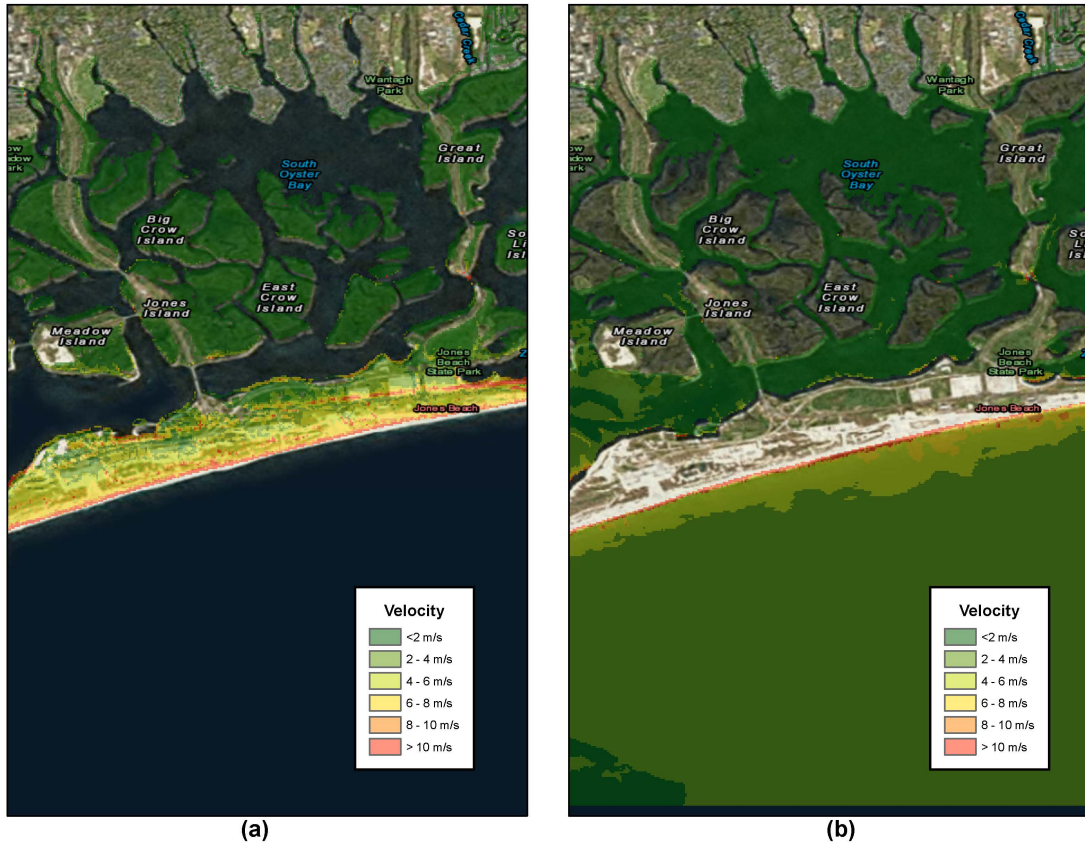 Cedar Creek
Wantagh
Park
Great
Island
South
Oyster
Bay
Big
Crow
Island
East
Crow
Island
Jones
Island
Meadow
Island
Jones
Beach
State Park
Jones Beach
Velocity
<2 m/s
2 - 4 m/s
4 - 6 m/s
6 - 8 m/s
8 - 10 m/s
> 10 m/s
(a)
Cedar Creek
Wantagh
Park
Great
Island
South
Oyster
Bay
Big
Crow
Island
East
Crow
Island
Jones
Island
Meadow
Island
Jones
Beach
State Park
Jones Beach
Velocity
<2 m/s
2 - 4 m/s
4 - 6 m/s
6 - 8 m/s
8 - 10 m/s
> 10 m/s
(b)